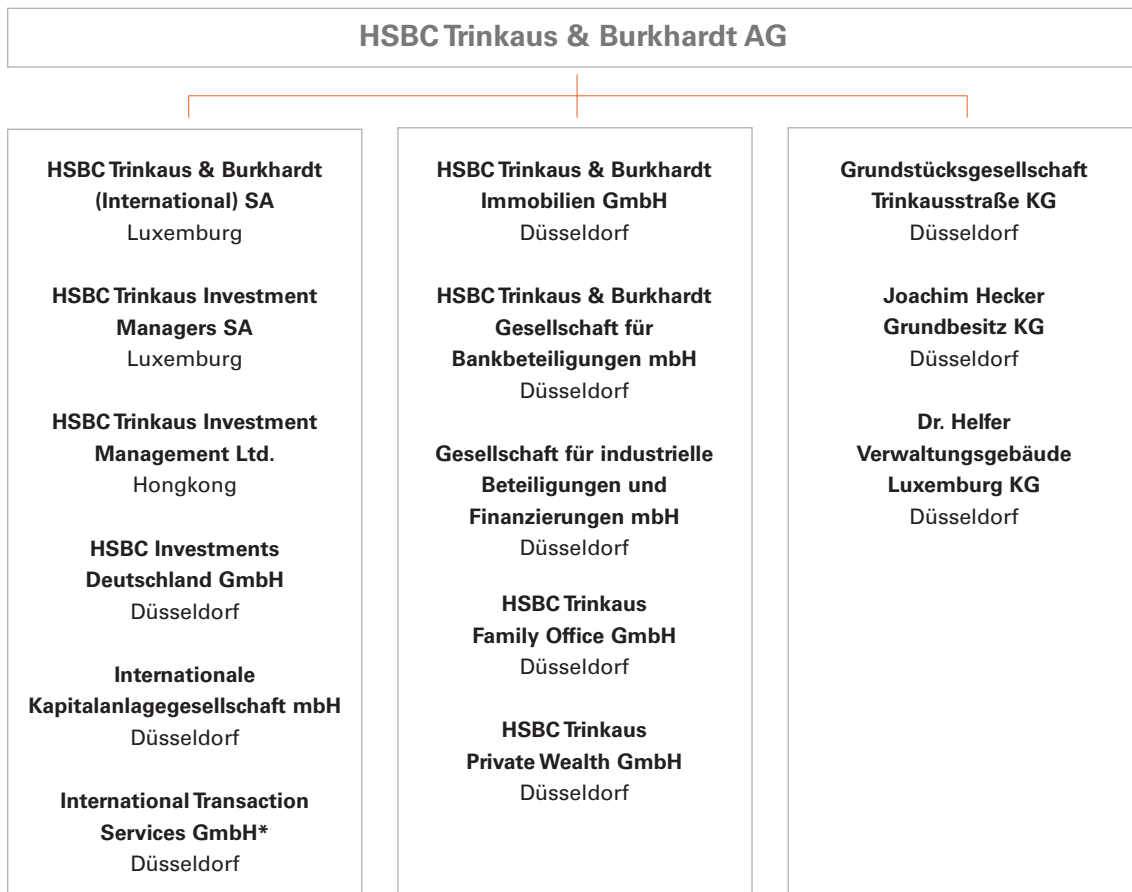 HSBC Trinkaus & Burkhardt AG
HSBC Trinkaus & Burkhardt
(International) SA
Luxemburg
HSBC Trinkaus Investment
Managers SA
Luxemburg
HSBC Trinkaus Investment
Management Ltd.
Hongkong
HSBC Investments
Deutschland GmbH
Düsseldorf
Internationale
Kapitalanlagegesellschaft mbH
Düsseldorf
International Transaction
Services GmbH*
Düsseldorf
HSBC Trinkaus & Burkhardt
Immobilien GmbH
Düsseldorf
HSBC Trinkaus & Burkhardt
Gesellschaft für
Bankbeteiligungen mbH
Düsseldorf
Gesellschaft für industrielle
Beteiligungen und
Finanzierungen mbH
Düsseldorf
HSBC Trinkaus
Family Office GmbH
Düsseldorf
HSBC Trinkaus
Private Wealth GmbH
Düsseldorf
Grundstücksgesellschaft
Trinkausstraße KG
Düsseldorf
Joachim Hecker
Grundbesitz KG
Düsseldorf
Dr. Helfer
Verwaltungsgebäude
Luxemburg KG
Düsseldorf